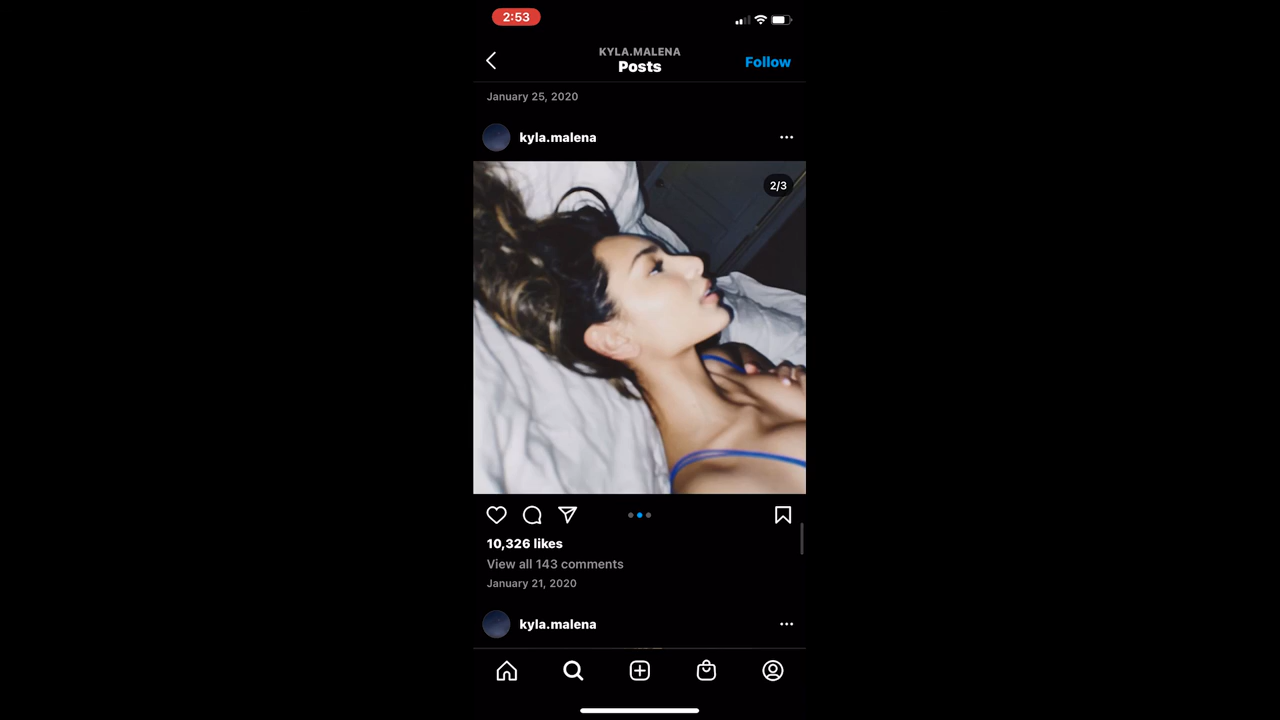 2:53
KYLA.MALENA
Posts
Follow
January 25, 2020
kyla.malena
2/3
10,326 likes
View all 143 comments
January 21, 2020
kyla.malena